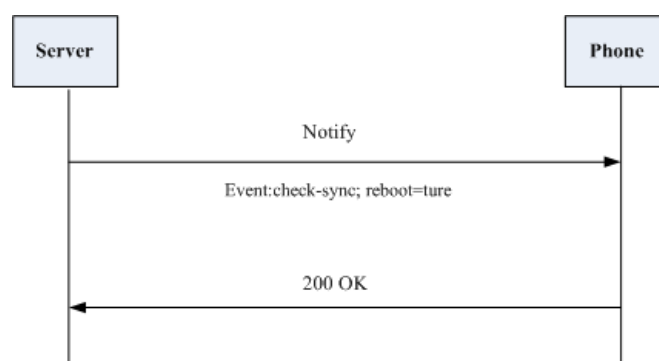 Server
Phone
Notify
Event:check-sync; reboot=ture
200 OK